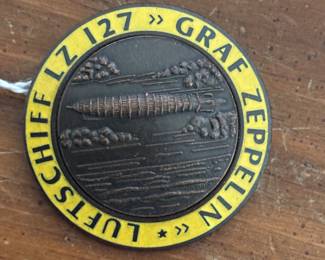 LUFTSCHIFF LZ 127 » GRAF ZEPPELIN « ★